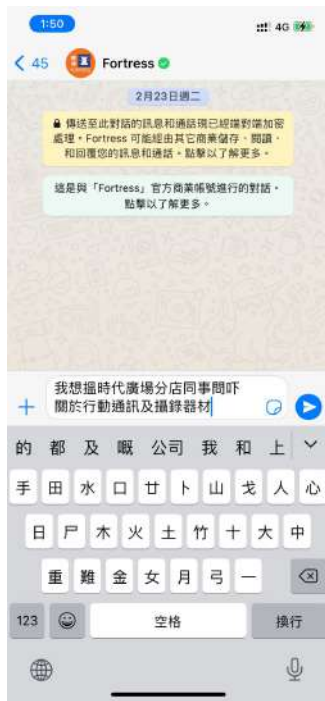 1:50
4G
45
Fortress
2月23日週二
傳送至此對話的訊息和通話現已經端對端加密
處理。Fortress 可能經由其它商業儲存、閱讀、
和回覆您的訊息和通話。點擊以了解更多。
這是與「Fortress」官方商業帳號進行的對話。
點擊以了解更多。
我想搵時代廣場分店同事問吓
關於行動通訊及攝錄器材
的 都 及 嘅 公司 我 和 上
手 田 水 口 廿 卜 山 戈 人 心
日 尸 木 火 土 竹 十 大 中
重 難 金 女 月 弓 一
123 空格 換行